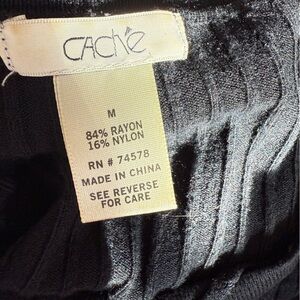 CACHÉ
M
84% RAYON
16% NYLON
RN # 74578
MADE IN CHINA
SEE REVERSE
FOR CARE